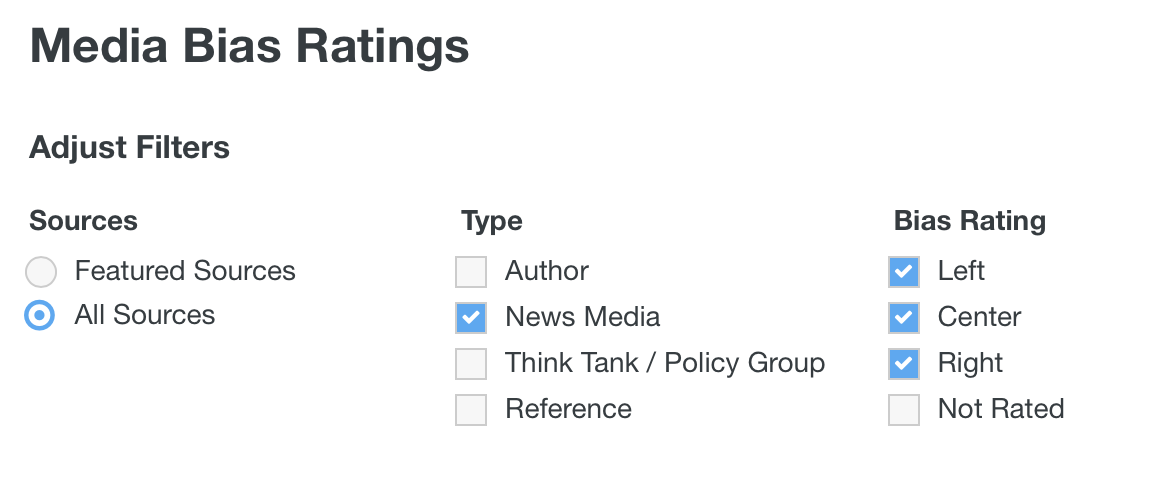 Media Bias Ratings
Adjust Filters
Sources
Featured Sources
All Sources
Type
Author
News Media
Think Tank / Policy Group
Reference
Bias Rating
Left
Center
Right
Not Rated